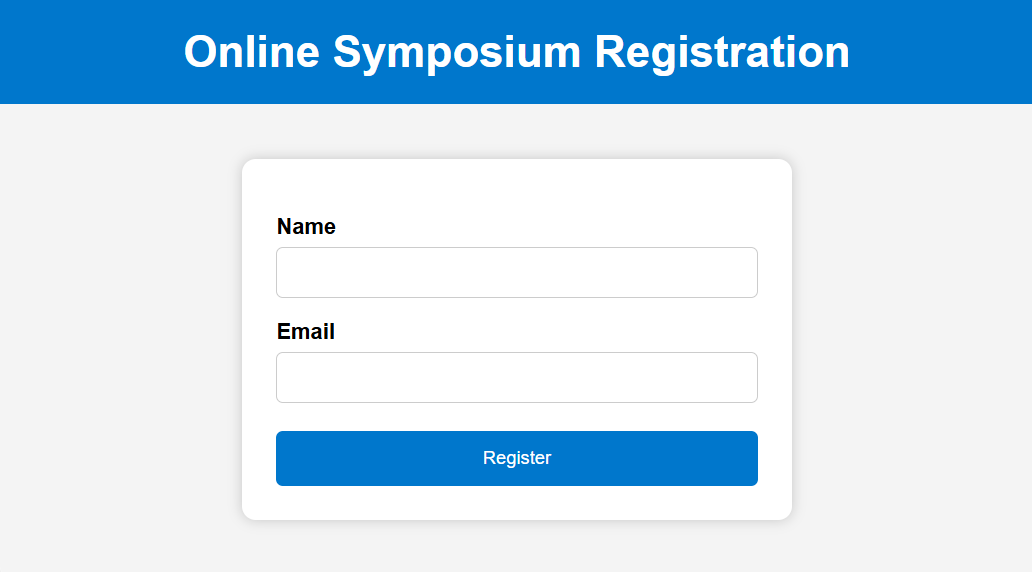 Online Symposium Registration
Name
Email
Register